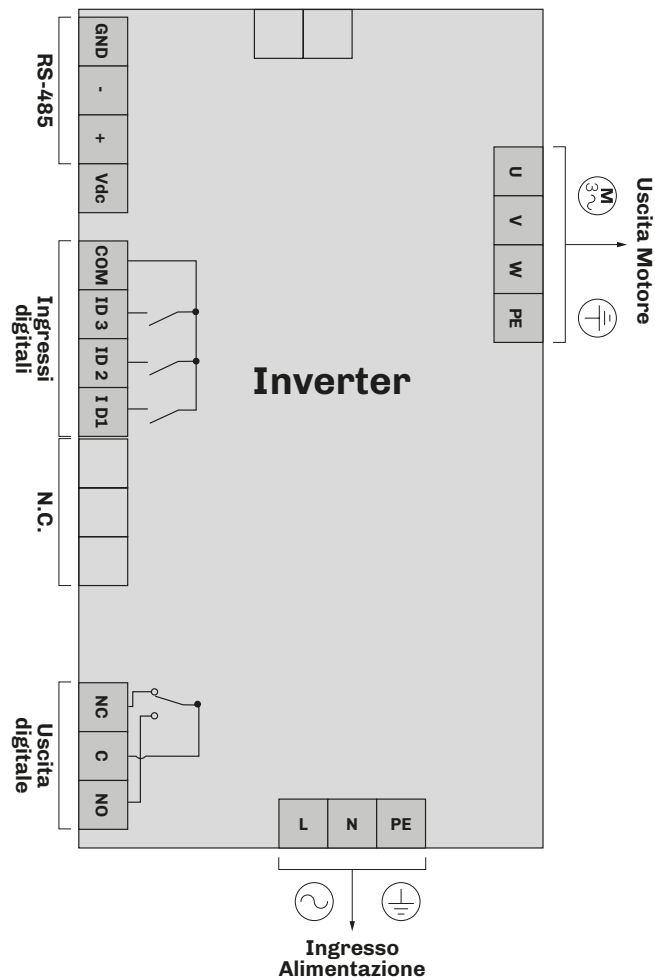 RS-485
GND
-
+
Vdc
Ingressi
digitali
COM
ID 3
ID 2
I D1
N.C.
Uscita
digitale
NC
C
NO
Inverter
U
V
W
PE
M
3~
Uscita Motore
L N PE
Ingresso
Alimentazione